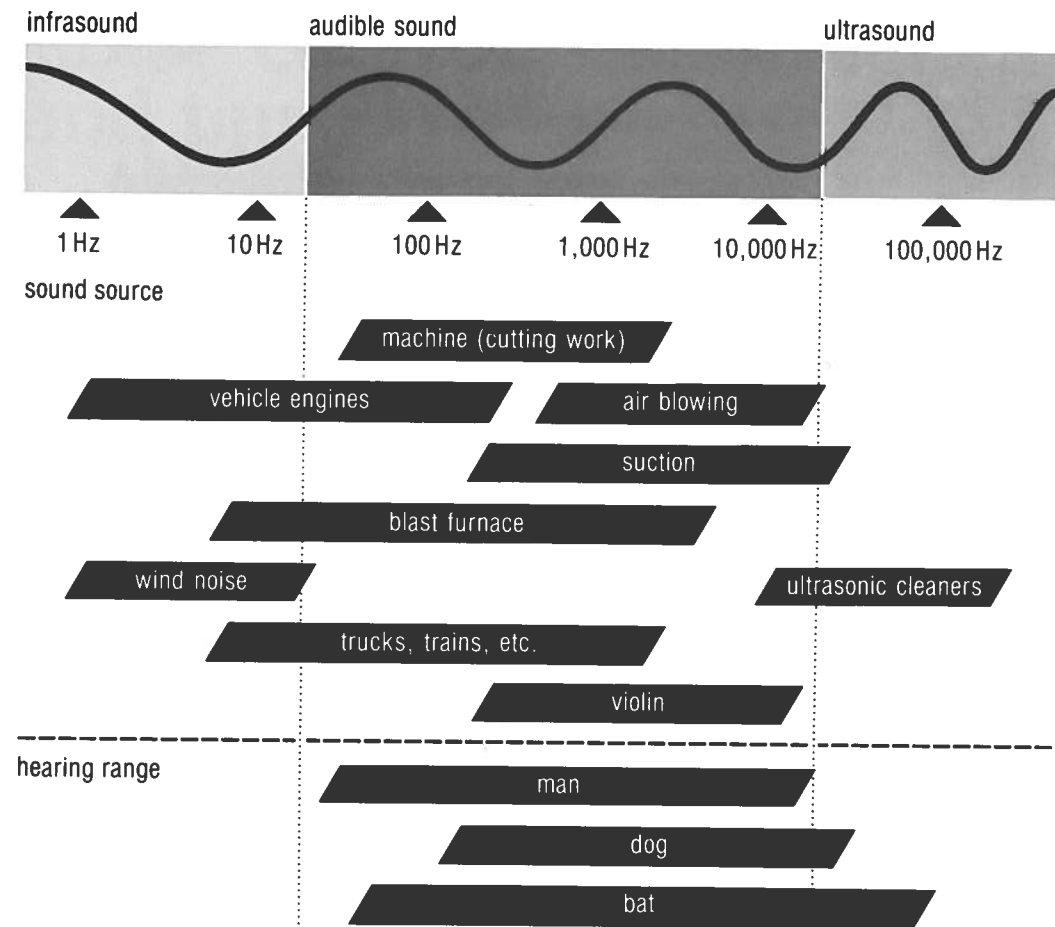 infrasound audible sound ultrasound
1 Hz 10 Hz 100 Hz 1,000 Hz 10,000 Hz 100,000 Hz
sound source
machine (cutting work)
vehicle engines air blowing
suction
blast furnace
wind noise ultrasonic cleaners
trucks, trains, etc.
violin
hearing range
man
dog
bat